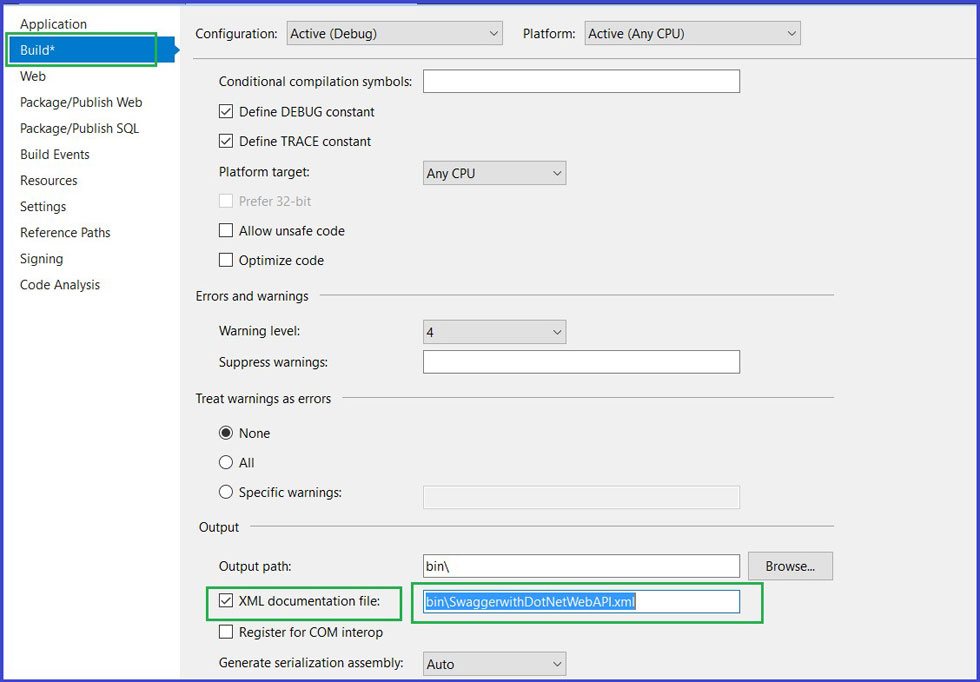 Application
Build*
Web
Package/Publish Web
Package/Publish SQL
Build Events
Resources
Settings
Reference Paths
Signing
Code Analysis
Configuration: Active (Debug) Platform: Active (Any CPU)
Conditional compilation symbols:
Define DEBUG constant
Define TRACE constant
Platform target: Any CPU
Prefer 32-bit
Allow unsafe code
Optimize code
Errors and warnings
Warning level: 4
Suppress warnings:
Treat warnings as errors
None
All
Specific warnings:
Output
Output path: bin\ Browse...
XML documentation file: bin\SwaggerwithDotNetWebAPI.xml
Register for COM interop
Generate serialization assembly: Auto